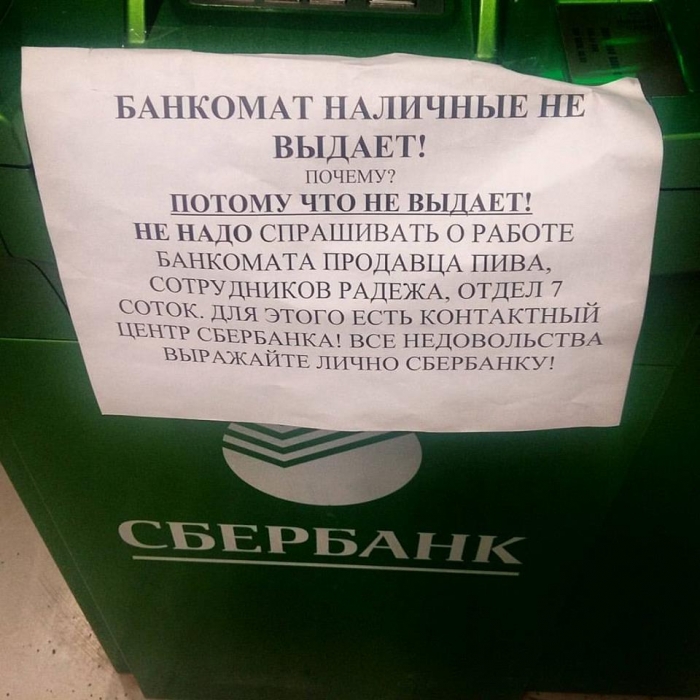 БАНКОМАТ НАЛИЧНЫЕ НЕ
ВЫДАЕТ!
ПОЧЕМУ?
ПОТОМУ ЧТО НЕ ВЫДАЕТ!
НЕ НАДО СПРАШИВАТЬ О РАБОТЕ
БАНКОМАТА ПРОДАВЦА ПИВА,
СОТРУДНИКОВ РАДЕЖА, ОТДЕЛ 7
СОТОК. ДЛЯ ЭТОГО ЕСТЬ КОНТАКТНЫЙ
ЦЕНТР СБЕРБАНКА! ВСЕ НЕДОВОЛЬСТВА
ВЫРАЖАЙТЕ ЛИЧНО СБЕРБАНКУ!
СБЕРБАНК